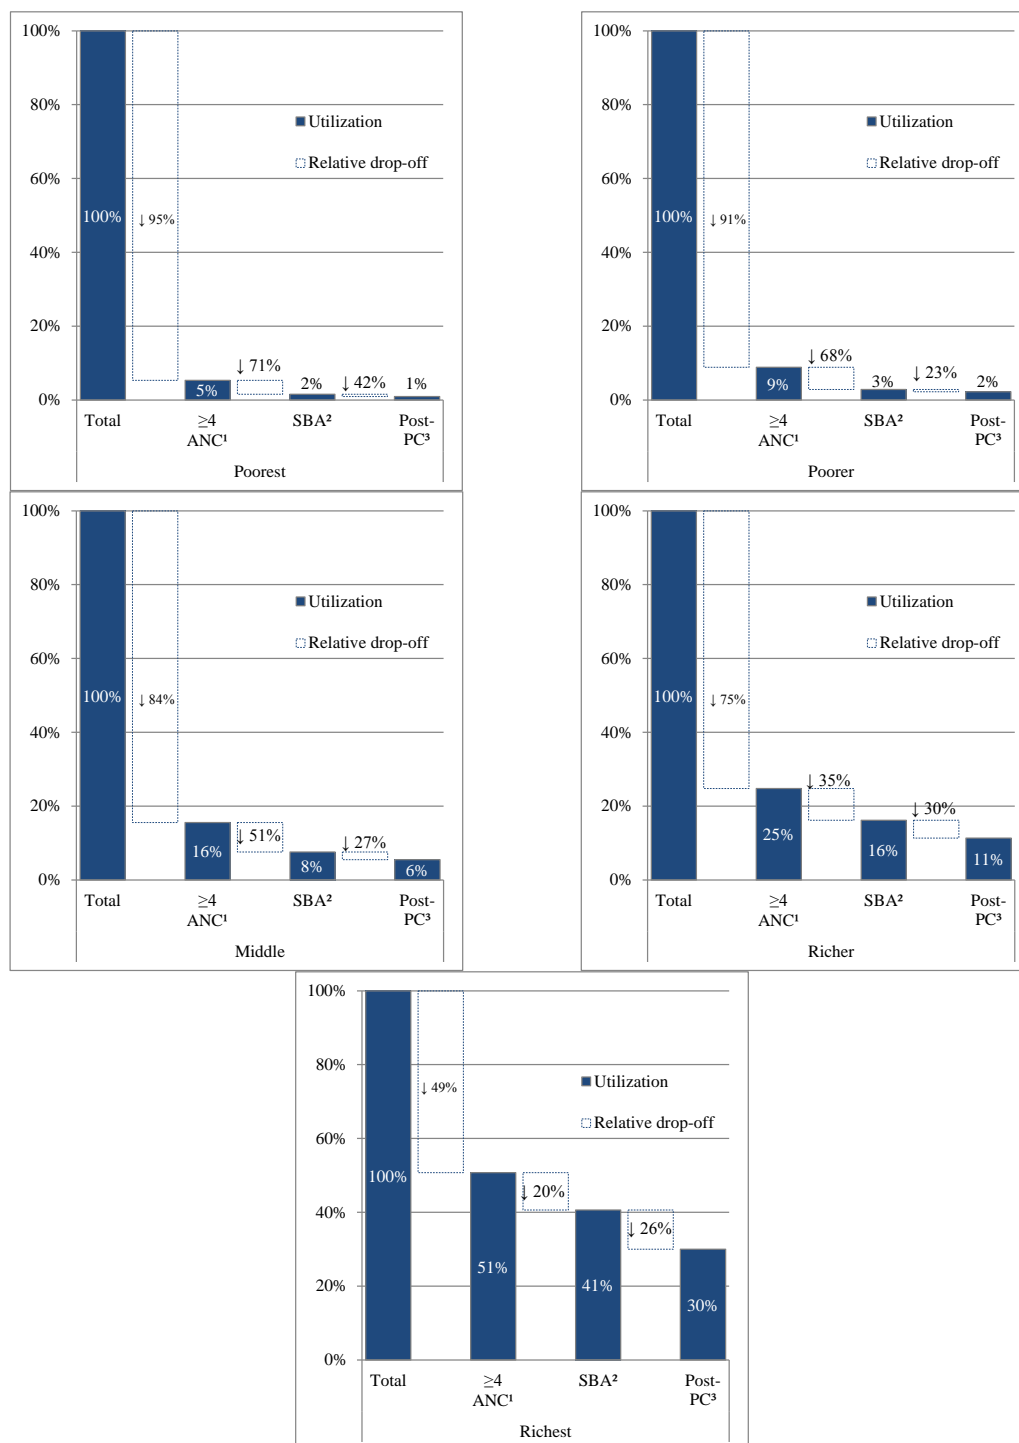 100%
80%
60%
40%
20%
0%
Utilization
Relative drop-off
100%
↓ 95%
↓ 71%
↓ 42%
5%
2%
1%
Total
≥4 ANC¹
SBA²
Post-PC³
Poorest
100%
80%
60%
40%
20%
0%
Utilization
Relative drop-off
100%
↓ 91%
↓ 68%
↓ 23%
9%
3%
2%
Total
≥4 ANC¹
SBA²
Post-PC³
Poorer
100%
80%
60%
40%
20%
0%
Utilization
Relative drop-off
100%
↓ 84%
↓ 51%
↓ 27%
16%
8%
6%
Total
≥4 ANC¹
SBA²
Post-PC³
Middle
100%
80%
60%
40%
20%
0%
Utilization
Relative drop-off
100%
↓ 75%
↓ 35%
↓ 30%
25%
16%
11%
Total
≥4 ANC¹
SBA²
Post-PC³
Richer
100%
80%
60%
40%
20%
0%
Utilization
Relative drop-off
100%
↓ 49%
↓ 20%
↓ 26%
51%
41%
30%
Total
≥4 ANC¹
SBA²
Post-PC³
Richest